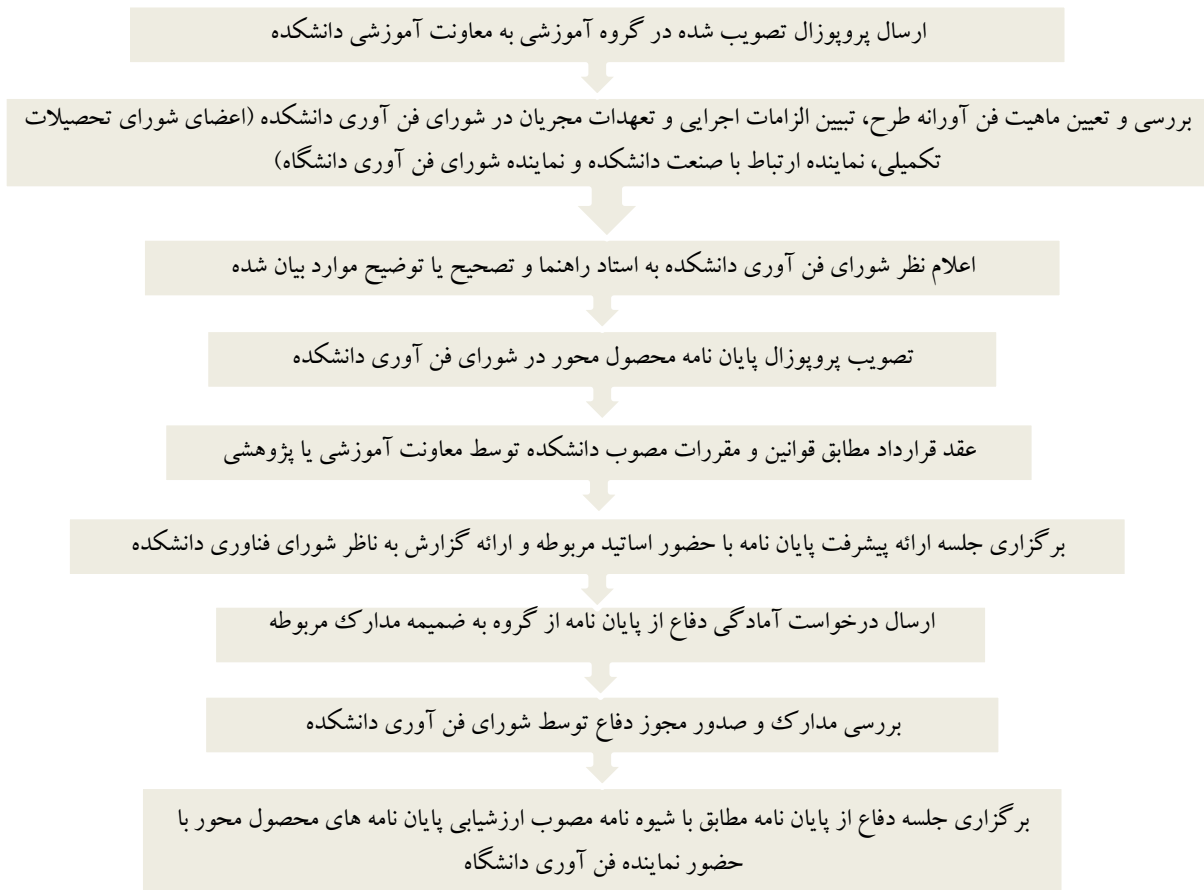 ارسال پروپوزال تصویب شده در گروه آموزشی به معاونت آموزشی دانشکده
بررسی و تعیین ماهیت فن آورانه طرح، تبیین الزامات اجرایی و تعهدات مجریان در شورای فن آوری دانشکده (اعضای شورای تحصیلات
تکمیلی، نماینده ارتباط با صنعت دانشکده و نماینده شورای فن آوری دانشگاه)
اعلام نظر شورای فن آوری دانشکده به استاد راهنما و تصحیح یا توضیح موارد بیان شده
تصویب پروپوزال پایان نامه محصول محور در شورای فن آوری دانشکده
عقد قرارداد مطابق قوانین و مقررات مصوب دانشکده توسط معاونت آموزشی یا پژوهشی
برگزاری جلسه ارائه پیشرفت پایان نامه با حضور اساتید مربوطه و ارائه گزارش به ناظر شورای فناوری دانشکده
ارسال درخواست آمادگی دفاع از پایان نامه از گروه به ضمیمه مدارک مربوطه
بررسی مدارک و صدور مجوز دفاع توسط شورای فن آوری دانشکده
برگزاری جلسه دفاع از پایان نامه مطابق با شیوه نامه مصوب ارزشیابی پایان نامه های محصول محور با
حضور نماینده فن آوری دانشگاه